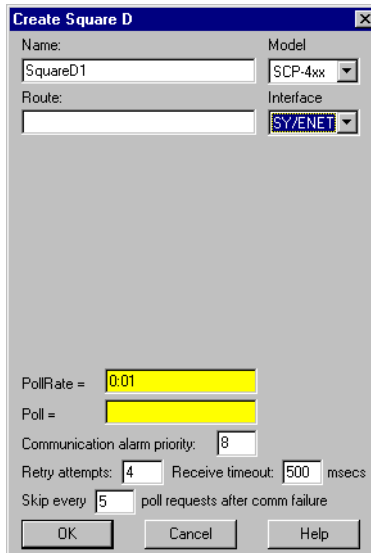 Create Square D
Name: Model
SquareD1 SCP-4xx
Route: Interface
SY/ENET
PollRate = 0:01
Poll =
Communication alarm priority: 8
Retry attempts: 4 Receive timeout: 500 msecs
Skip every 5 poll requests after comm failure
OK Cancel Help